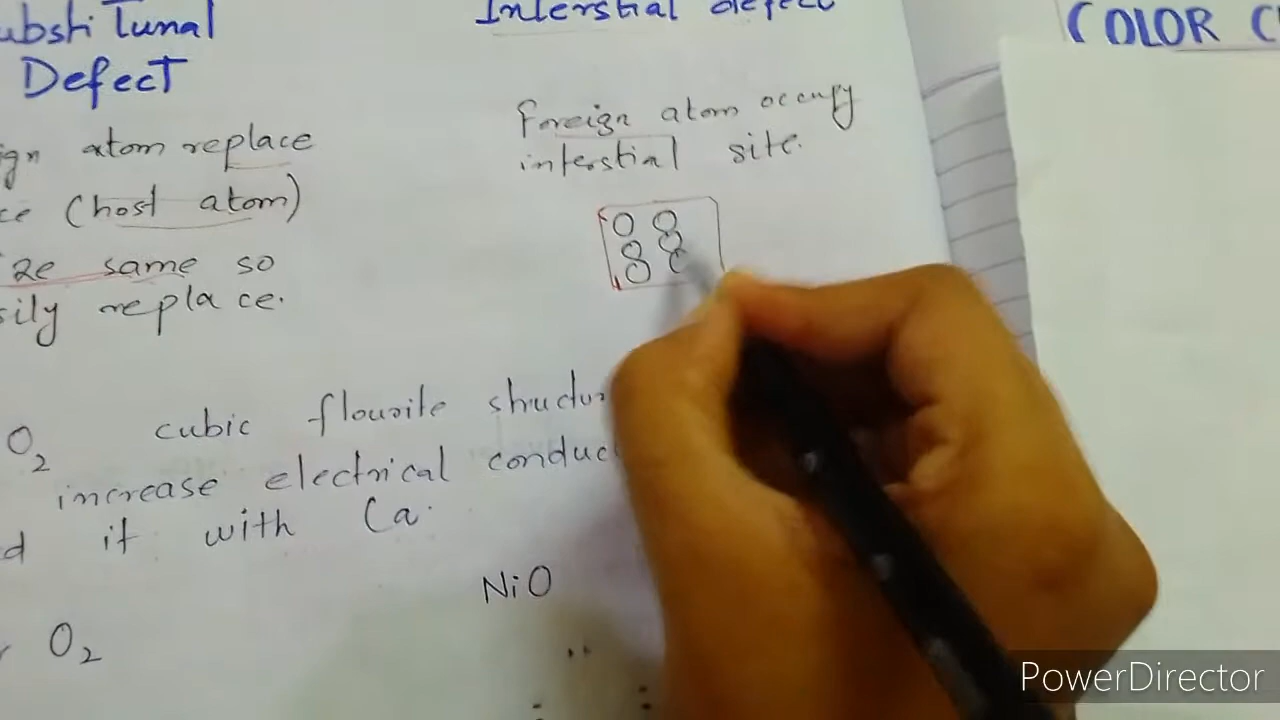 Defect
atom replace
(host atom)
same so
replace.
Interstial defect
foreign atom occupy
interstial site.
O2 cubic flourite
increase electrical
it with Ca.
O2
NiO
COLOR
PowerDirector